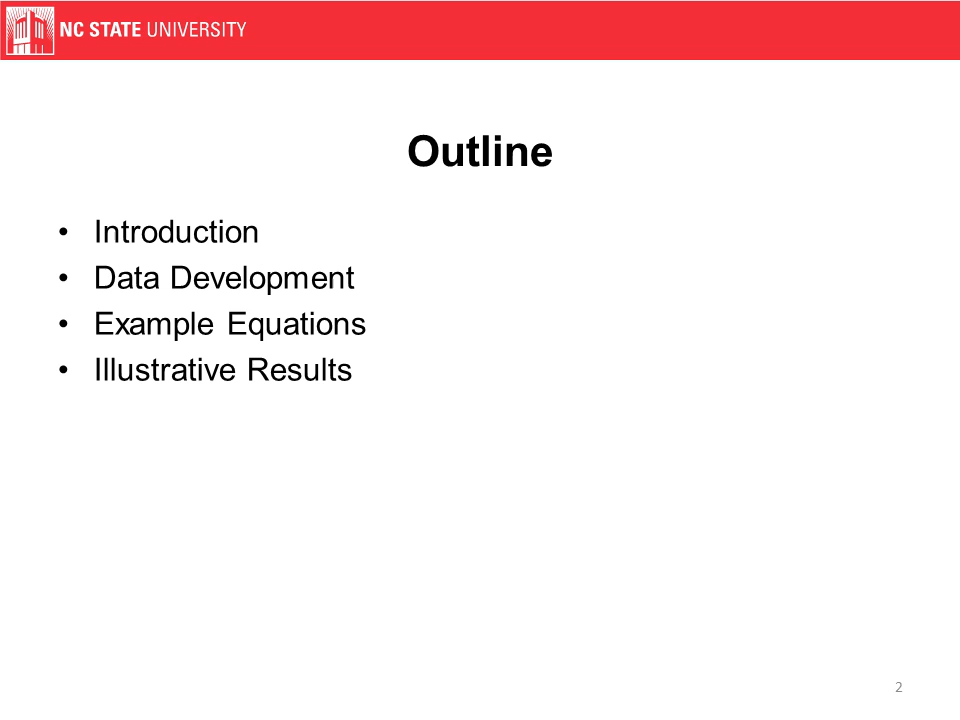 NC STATE UNIVERSITY
Outline
• Introduction
• Data Development
• Example Equations
• Illustrative Results
2